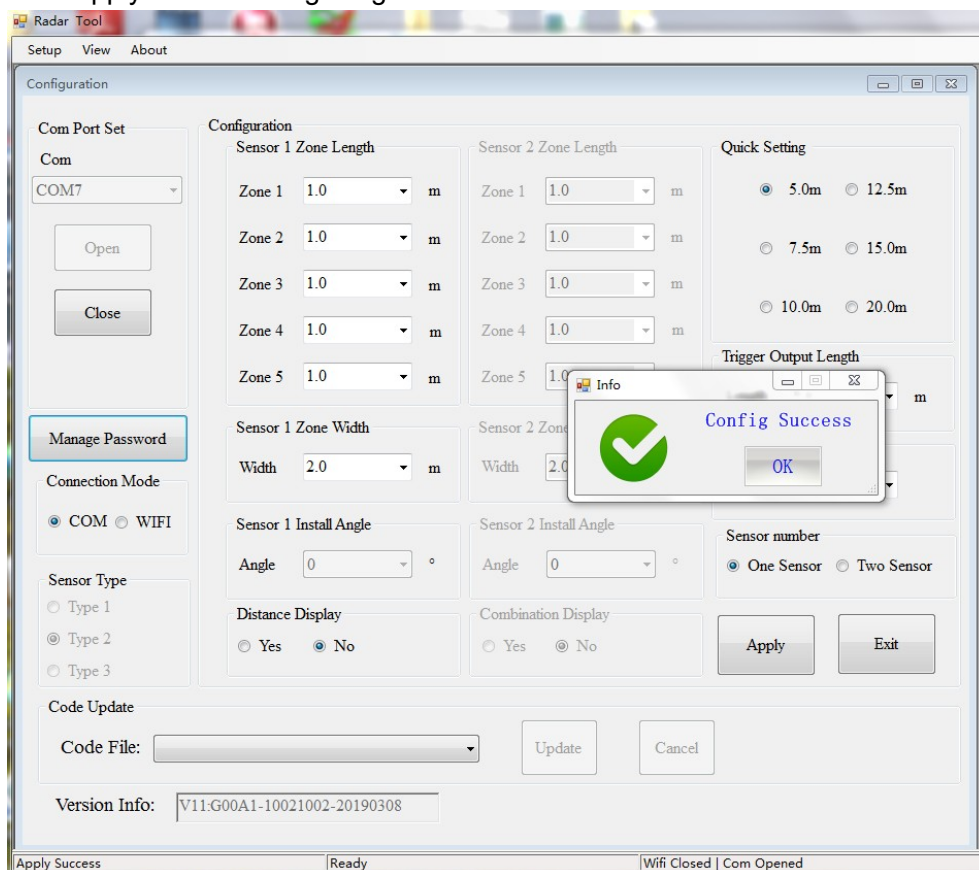 Radar Tool
Setup View About
Configuration
Com Port Set
Com
COM7
Open
Close
Manage Password
Connection Mode
COM WIFI
Sensor Type
Type 1
Type 2
Type 3
Configuration
Sensor 1 Zone Length
Zone 1 1.0 m
Zone 2 1.0 m
Zone 3 1.0 m
Zone 4 1.0 m
Zone 5 1.0 m
Sensor 1 Zone Width
Width 2.0 m
Sensor 1 Install Angle
Angle 0 °
Distance Display
Yes No
Sensor 2 Zone Length
Zone 1 1.0 m
Zone 2 1.0 m
Zone 3 1.0 m
Zone 4 1.0 m
Zone 5 1.0
Sensor 2 Zone
Width 2.0
Sensor 2 Install Angle
Angle 0 °
Combination Display
Yes No
Quick Setting
5.0m 12.5m
7.5m 15.0m
10.0m 20.0m
Trigger Output Length
m
Info
Config Success
OK
Sensor number
One Sensor Two Sensor
Apply Exit
Code Update
Code File:
Update Cancel
Version Info: V11:G00A1-10021002-20190308
Apply Success Ready Wifi Closed | Com Opened